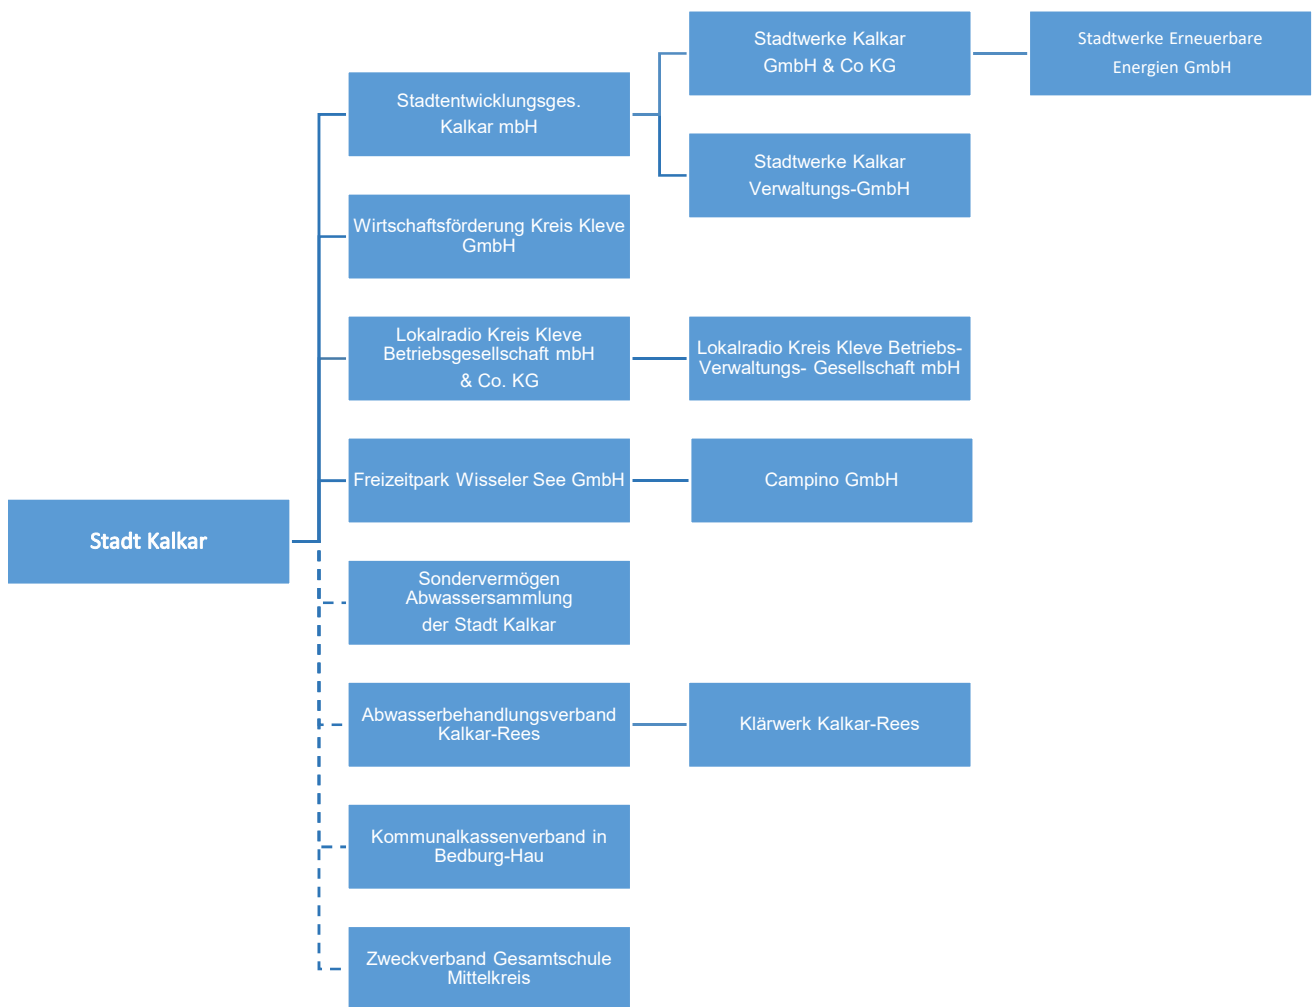 Stadt Kalkar
Stadtentwicklungsges.
Kalkar mbH
Stadtwerke Kalkar
GmbH & Co KG
Stadtwerke Erneuerbare
Energien GmbH
Stadtwerke Kalkar
Verwaltungs-GmbH
Wirtschaftsförderung Kreis Kleve
GmbH
Lokalradio Kreis Kleve
Betriebsgesellschaft mbH
& Co. KG
Lokalradio Kreis Kleve Betriebs-
Verwaltungs- Gesellschaft mbH
Freizeitpark Wisseler See GmbH
Campino GmbH
Sondervermögen
Abwassersammlung
der Stadt Kalkar
Abwasserbehandlungsverband
Kalkar-Rees
Klärwerk Kalkar-Rees
Kommunalkassenverband in
Bedburg-Hau
Zweckverband Gesamtschule
Mittelkreis